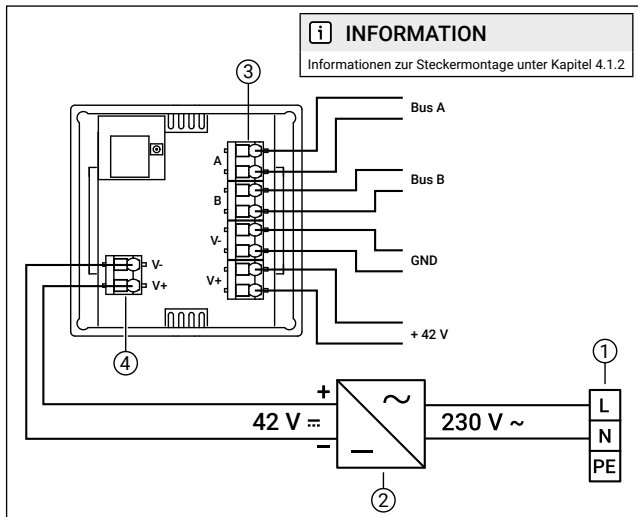 i INFORMATION
Informationen zur Steckermontage unter Kapitel 4.1.2
3
Bus A
A
Bus B
B
V-
GND
V-
V+
V+
+ 42 V
4
1
+
L
42 V ⎓
~
230 V ~
N
−
PE
2